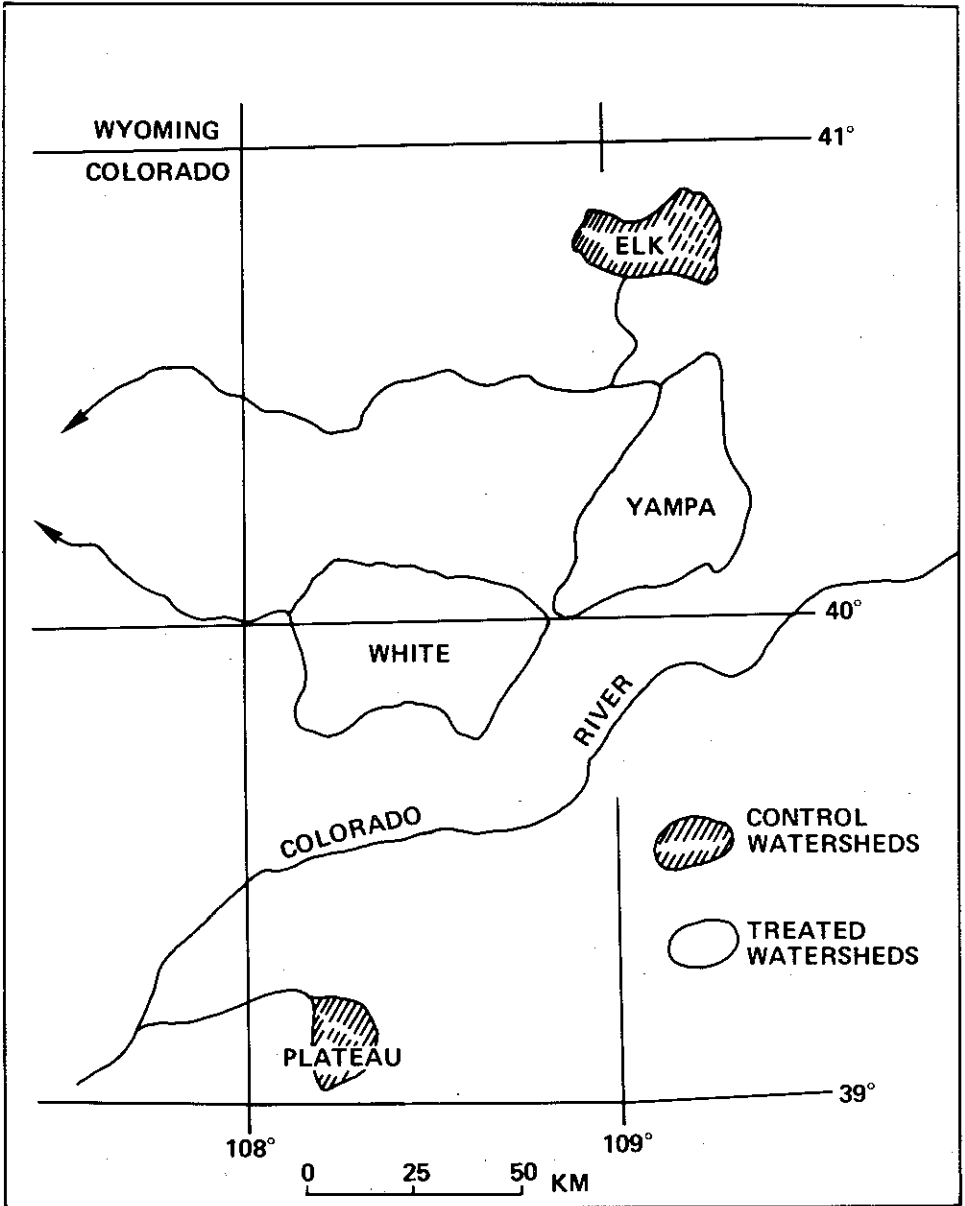 WYOMING
COLORADO
41°
ELK
YAMPA
40°
WHITE
RIVER
COLORADO
CONTROL
WATERSHEDS
TREATED
WATERSHEDS
PLATEAU
39°
108°
109°
0 25 50 KM